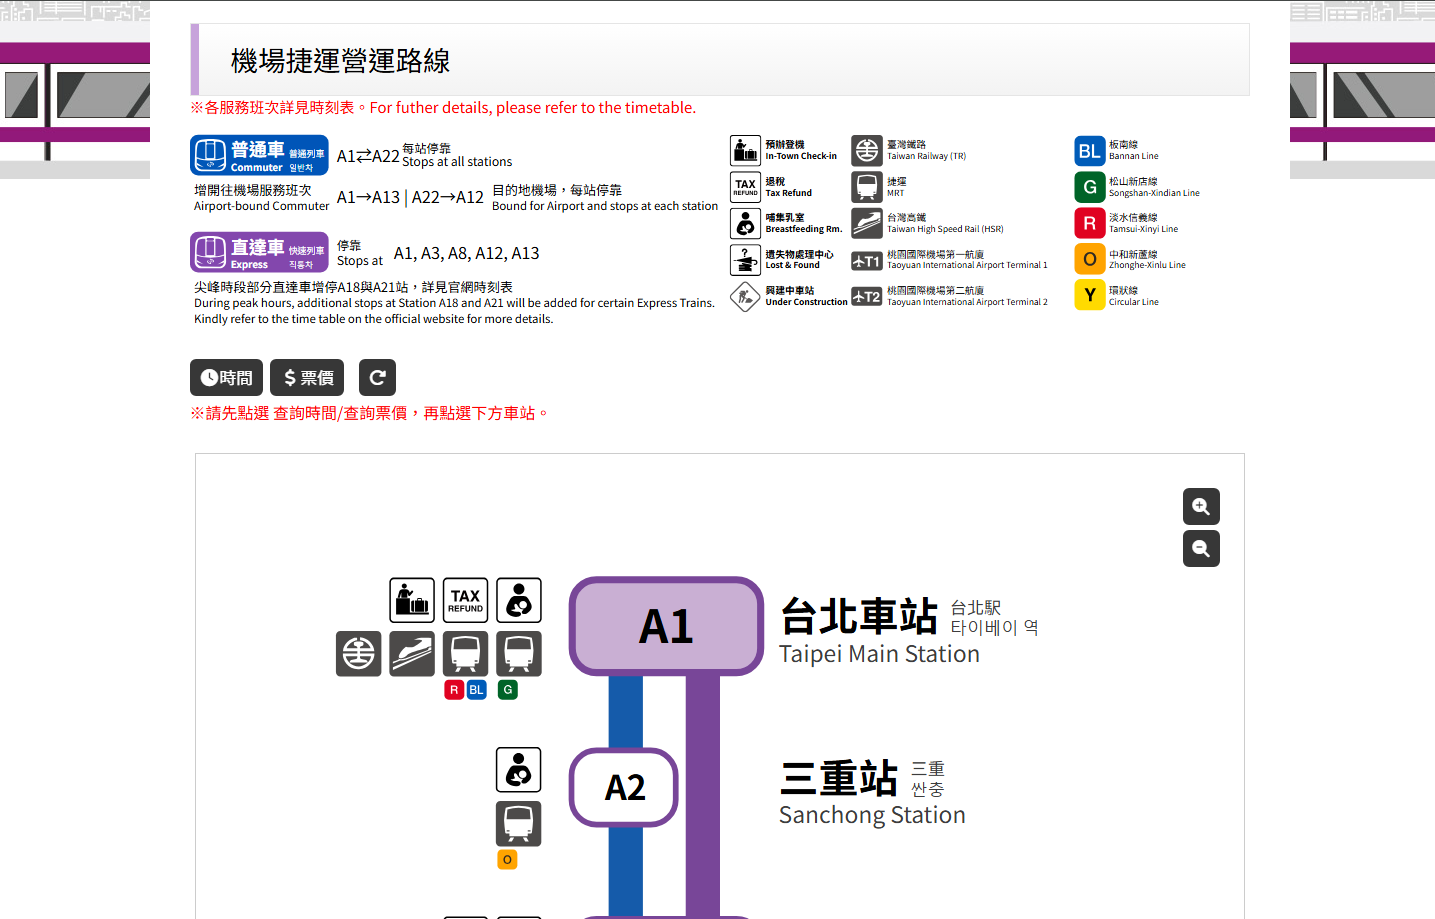 機場捷運營運路線
※各服務班次詳見時刻表。For futher details, please refer to the timetable.
普通車 普通列車
Commuter 일반차
A1⇄A22
每站停靠
Stops at all stations
增開往機場服務班次
Airport-bound Commuter
A1→A13 | A22→A12
目的地機場，每站停靠
Bound for Airport and stops at each station
直達車 快速列車
Express 직통차
停靠
Stops at
A1, A3, A8, A12, A13
尖峰時段部分直達車增停A18與A21站，詳見官網時刻表
During peak hours, additional stops at Station A18 and A21 will be added for certain Express Trains.
Kindly refer to the time table on the official website for more details.
預辦登機
In-Town Check-in
TAX
REFUND
退稅
Tax Refund
哺集乳室
Breastfeeding Rm.
?
遺失物處理中心
Lost & Found
興建中車站
Under Construction
臺灣鐵路
Taiwan Railway (TR)
捷運
MRT
台灣高鐵
Taiwan High Speed Rail (HSR)
T1
桃園國際機場第一航廈
Taoyuan International Airport Terminal 1
T2
桃園國際機場第二航廈
Taoyuan International Airport Terminal 2
BL
板南線
Bannan Line
G
松山新店線
Songshan-Xindian Line
R
淡水信義線
Tamsui-Xinyi Line
O
中和新蘆線
Zhonghe-Xinlu Line
Y
環狀線
Circular Line
時間
$ 票價
※請先點選 查詢時間/查詢票價，再點選下方車站。
TAX
REFUND
R BL G
A1
台北車站
台北駅
타이베이 역
Taipei Main Station
O
A2
三重站
三重
싼충
Sanchong Station